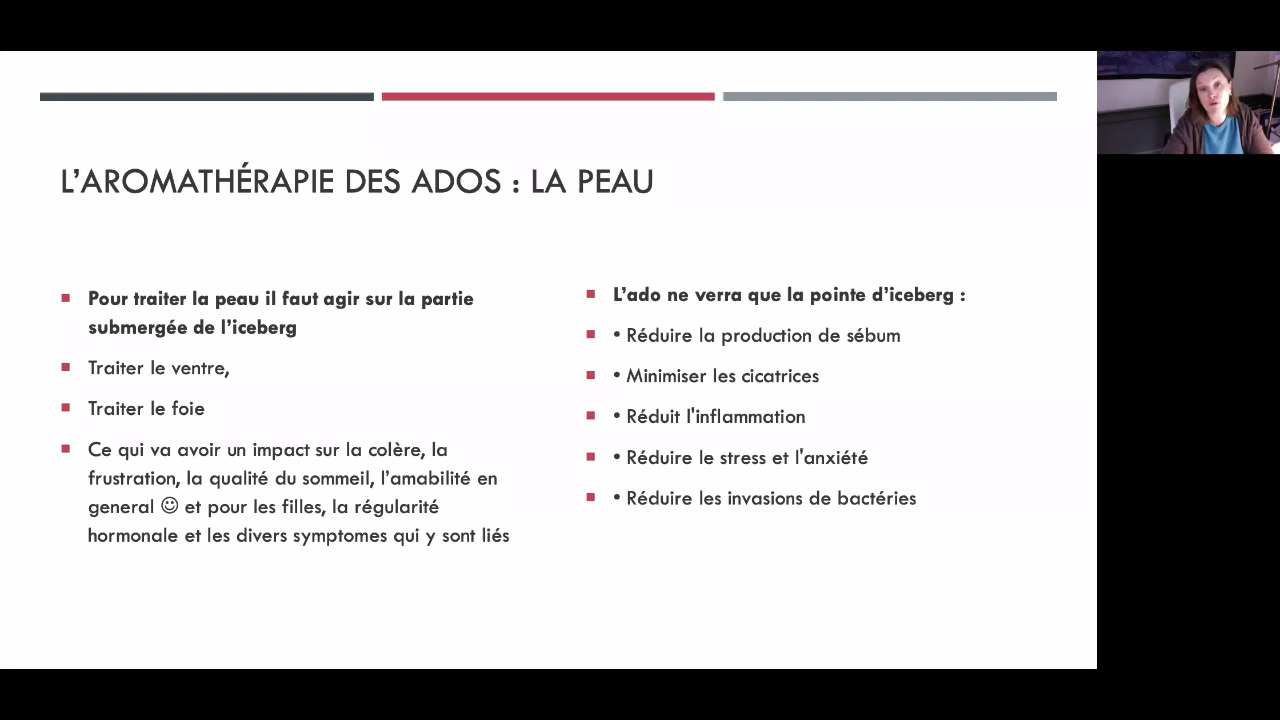 L’AROMATHÉRAPIE DES ADOS : LA PEAU
Pour traiter la peau il faut agir sur la partie
submergée de l’iceberg
Traiter le ventre,
Traiter le foie
Ce qui va avoir un impact sur la colère, la
frustration, la qualité du sommeil, l’amabilité en
general ☺ et pour les filles, la régularité
hormonale et les divers symptomes qui y sont liés
L’ado ne verra que la pointe d’iceberg :
• Réduire la production de sébum
• Minimiser les cicatrices
• Réduit l'inflammation
• Réduire le stress et l'anxiété
• Réduire les invasions de bactéries